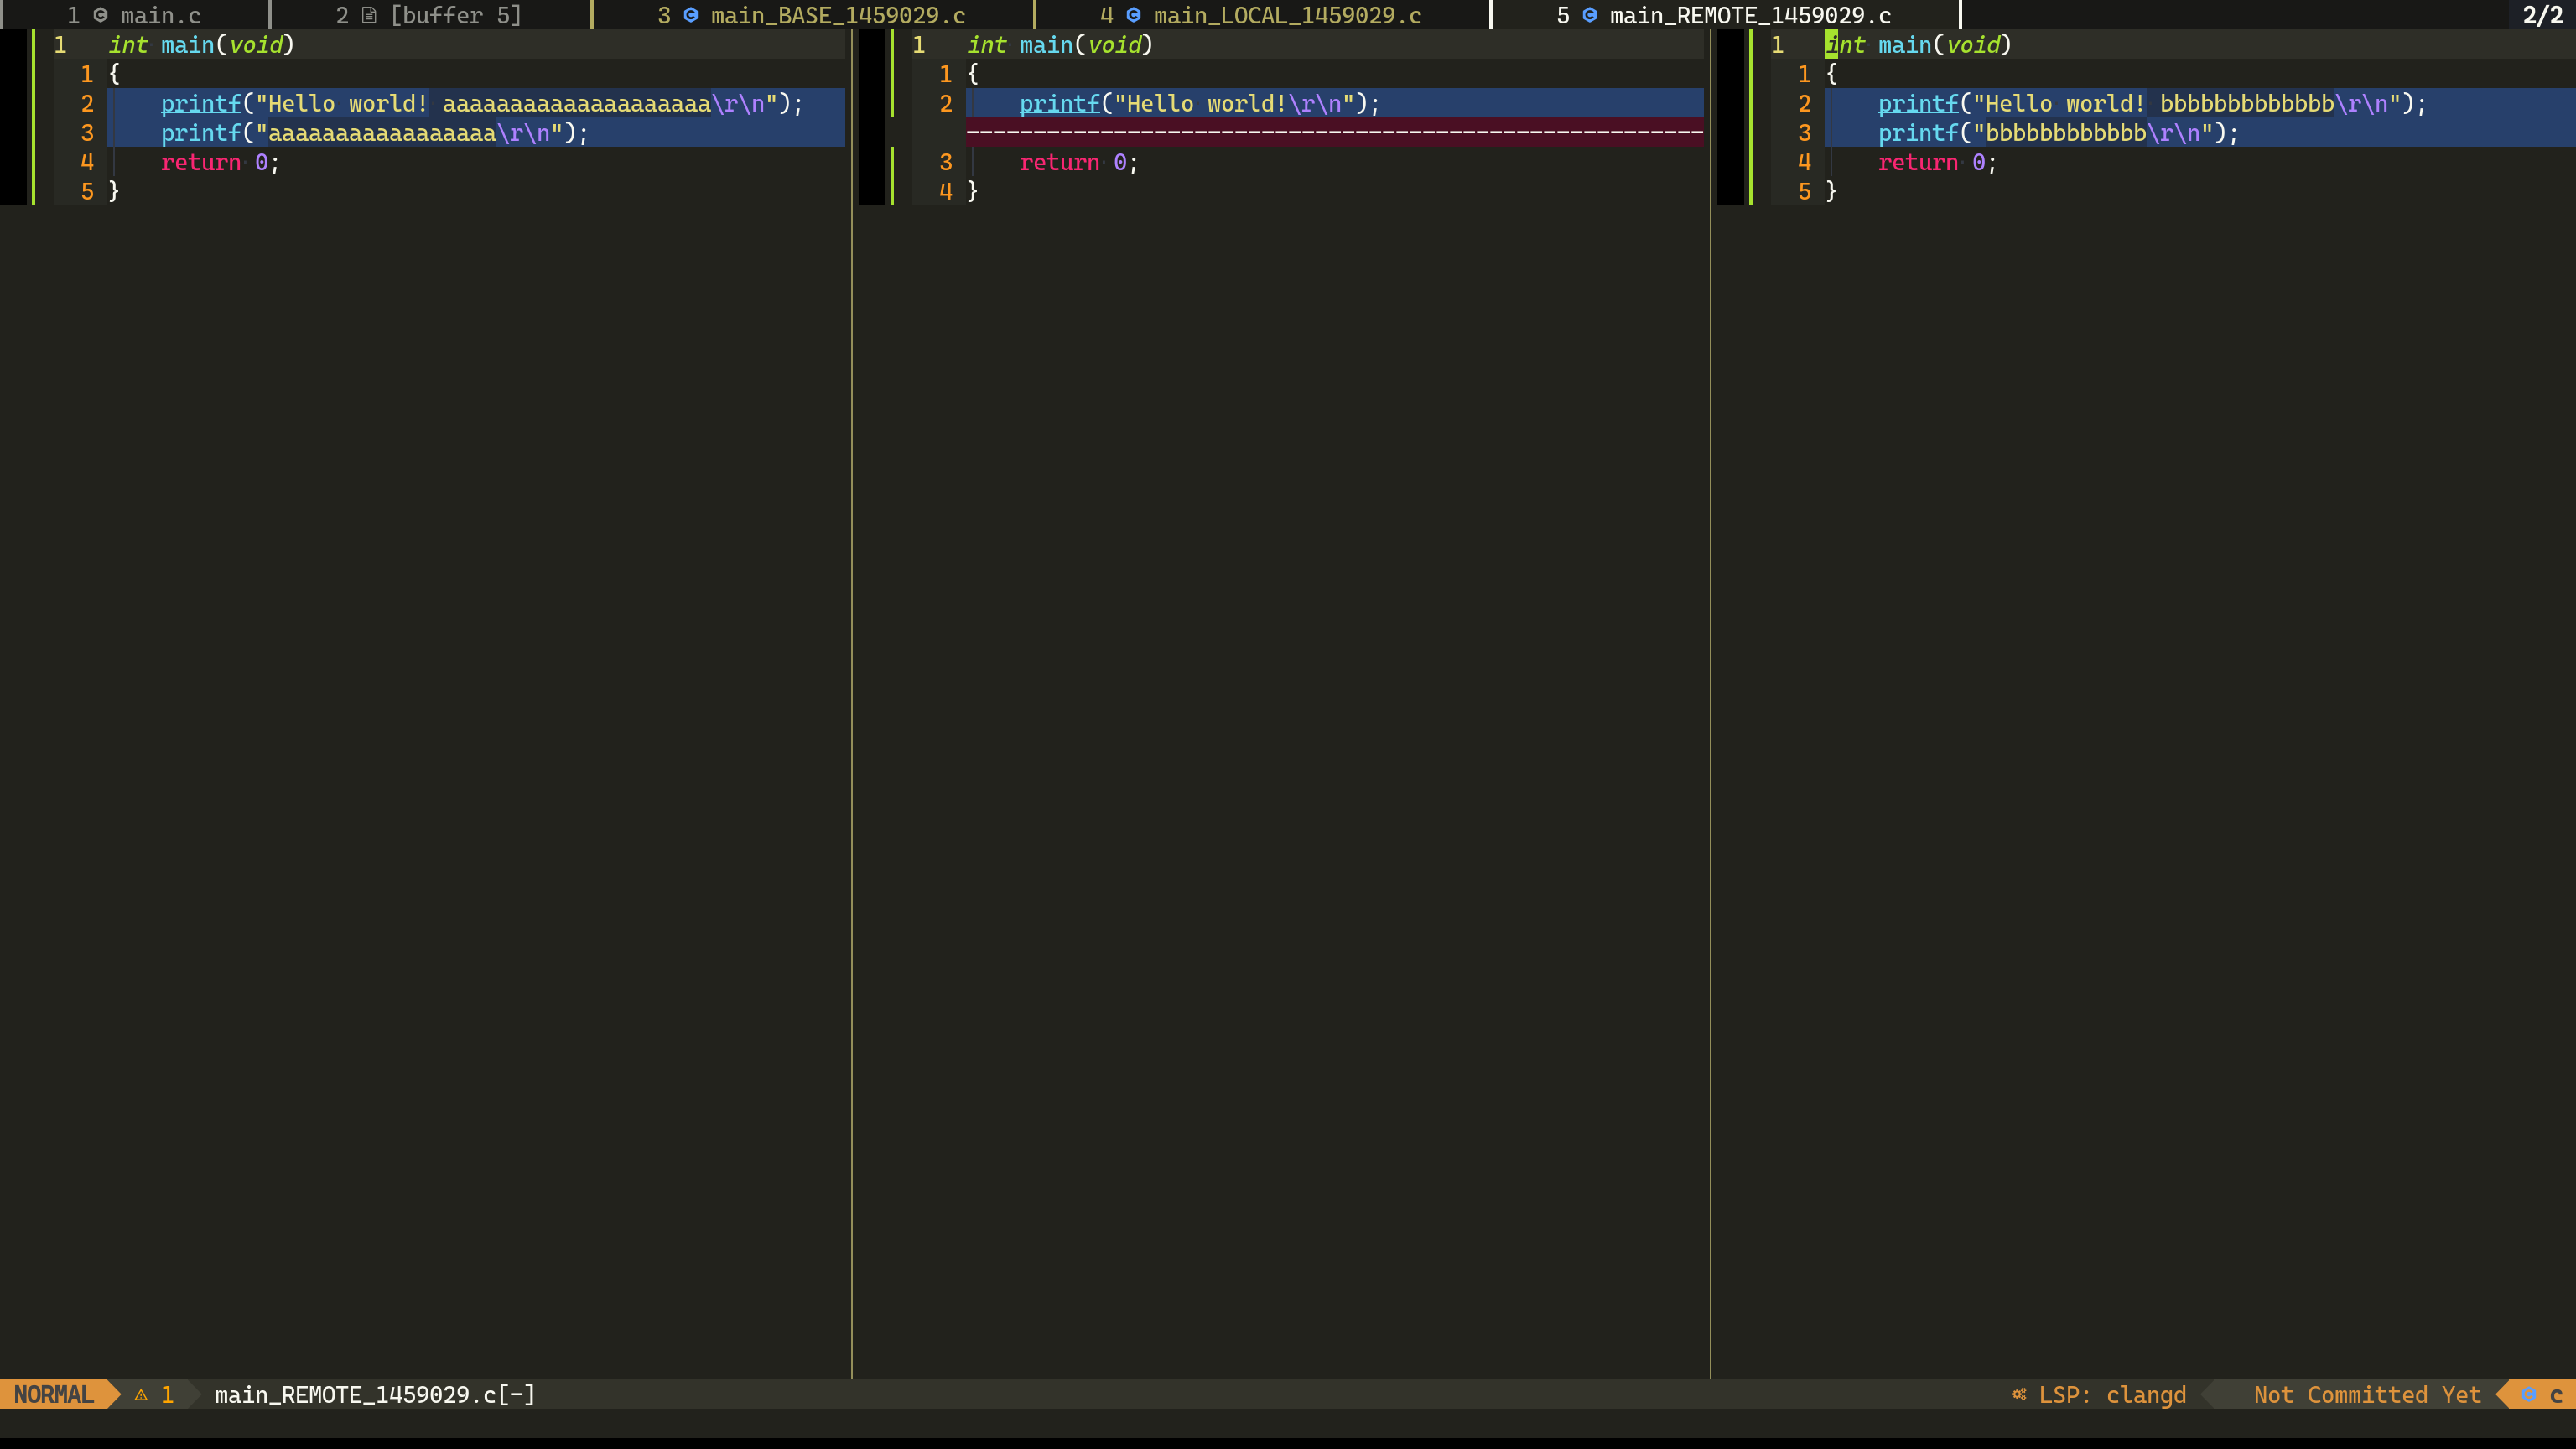 1 main.c 2 [buffer 5] 3 main_BASE_1459029.c 4 main_LOCAL_1459029.c 5 main_REMOTE_1459029.c 2/2
1 int main(void)
1 {
2 printf("Hello world! aaaaaaaaaaaaaaaaaaaa\r\n");
3 printf("aaaaaaaaaaaaaaaaa\r\n");
4 return 0;
5 }
1 int main(void)
1 {
2 printf("Hello world!\r\n");
-------------------------------------------------------
3 return 0;
4 }
1 int main(void)
1 {
2 printf("Hello world! bbbbbbbbbbbbb\r\n");
3 printf("bbbbbbbbbbbb\r\n");
4 return 0;
5 }
NORMAL ⚠ 1 main_REMOTE_1459029.c[-] LSP: clangd Not Committed Yet c